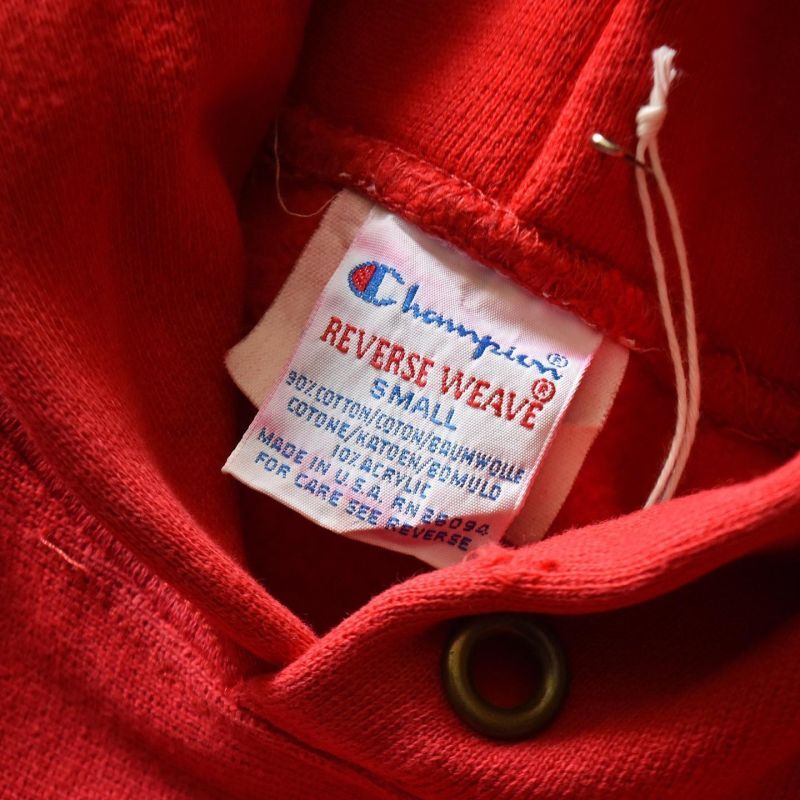 Champion®
REVERSE WEAVE®
SMALL
90% COTTON/COTON/BAUMWOLLE
COTONE/KATOEN/BOMULD
10% ACRYLIC
MADE IN U.S.A. RN 26094
FOR CARE SEE REVERSE